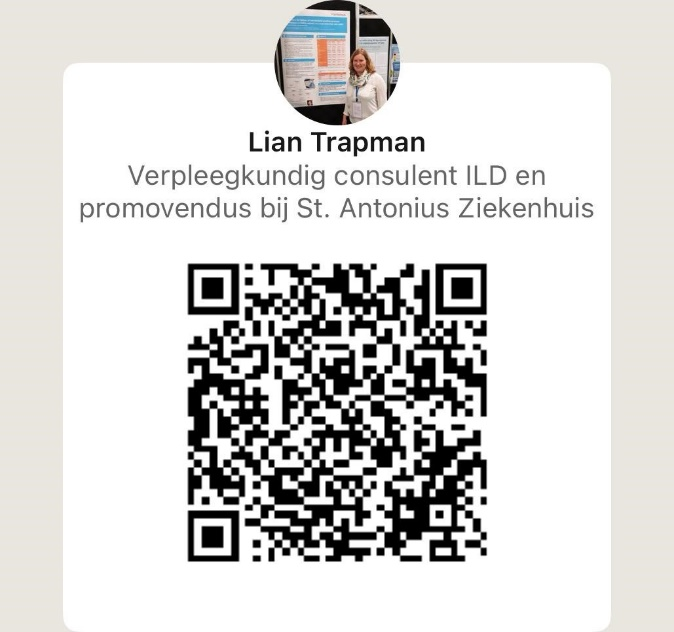 Lian Trapman
Verpleegkundig consulent ILD en
promovendus bij St. Antonius Ziekenhuis